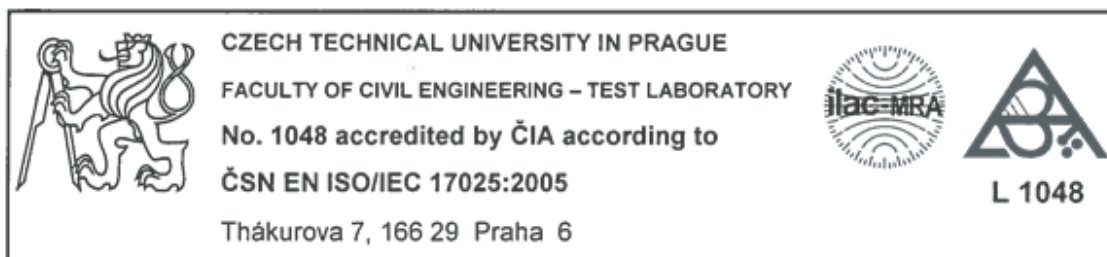 CZECH TECHNICAL UNIVERSITY IN PRAGUE
FACULTY OF CIVIL ENGINEERING – TEST LABORATORY
No. 1048 accredited by ČIA according to
ČSN EN ISO/IEC 17025:2005
Thákurova 7, 166 29 Praha 6
ilac-MRA
L 1048